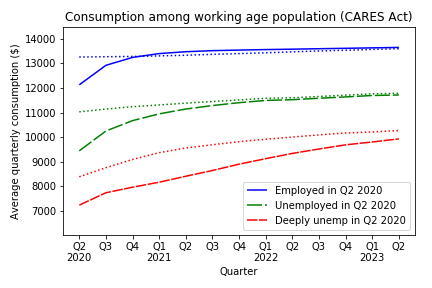 Consumption among working age population (CARES Act)
Average quarterly consumption ($)
14000
13000
12000
11000
10000
9000
8000
7000
Employed in Q2 2020
Unemployed in Q2 2020
Deeply unemp in Q2 2020
Q2 Q3 Q4 Q1 Q2 Q3 Q4 Q1 Q2 Q3 Q4 Q1 Q2
2020 2021 2022 2023
Quarter